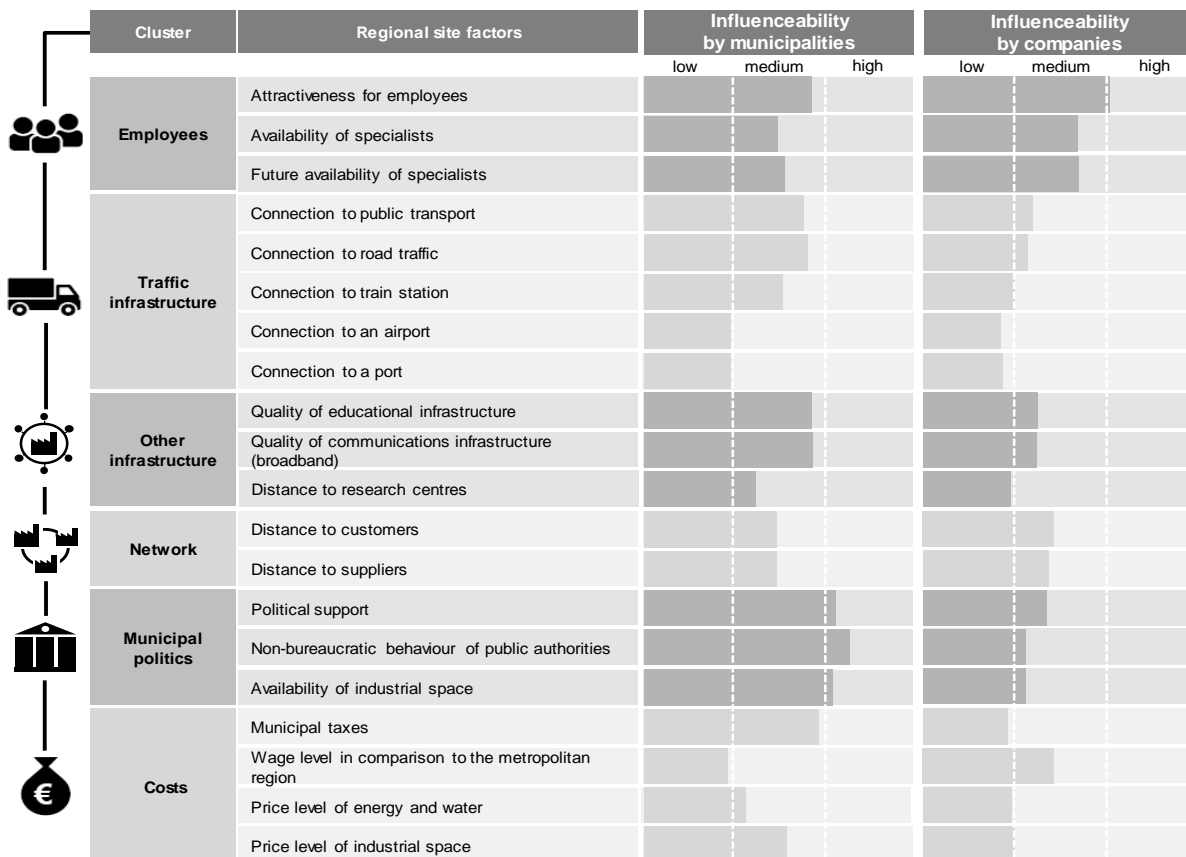 Cluster
Regional site factors
Influenceability
by municipalities
Influenceability
by companies
low medium high
low medium high
Employees
Attractiveness for employees
Availability of specialists
Future availability of specialists
Traffic
infrastructure
Connection to public transport
Connection to road traffic
Connection to train station
Connection to an airport
Connection to a port
Other
infrastructure
Quality of educational infrastructure
Quality of communications infrastructure
(broadband)
Distance to research centres
Network
Distance to customers
Distance to suppliers
Municipal
politics
Political support
Non-bureaucratic behaviour of public authorities
Availability of industrial space
Costs
Municipal taxes
Wage level in comparison to the metropolitan
region
Price level of energy and water
Price level of industrial space
€